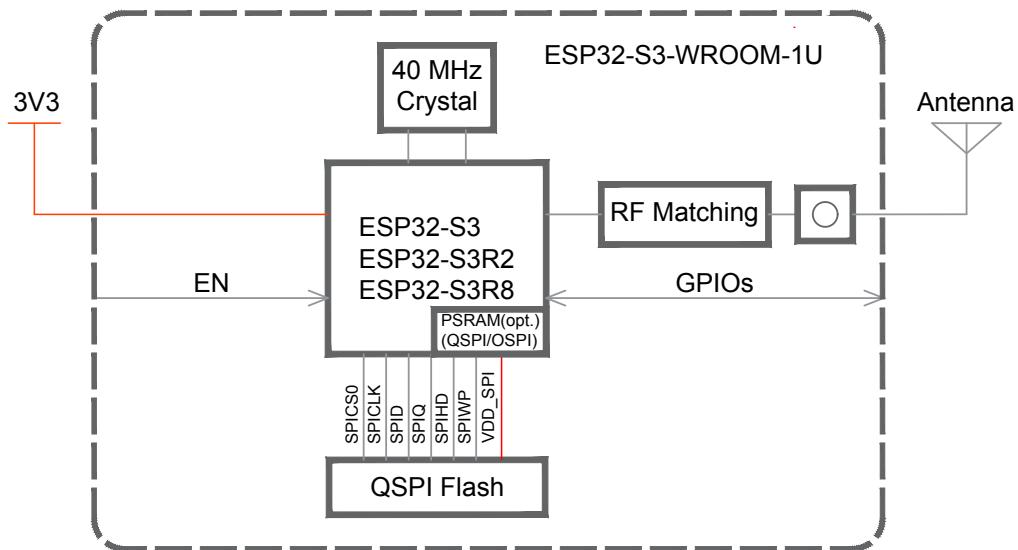 ESP32-S3-WROOM-1U
40 MHz
Crystal
3V3
Antenna
RF Matching
ESP32-S3
ESP32-S3R2
ESP32-S3R8
EN
GPIOs
PSRAM(opt.)
(QSPI/OSPI)
SPICS0
SPICLK
SPID
SPIQ
SPIHD
SPIWP
VDD_SPI
QSPI Flash